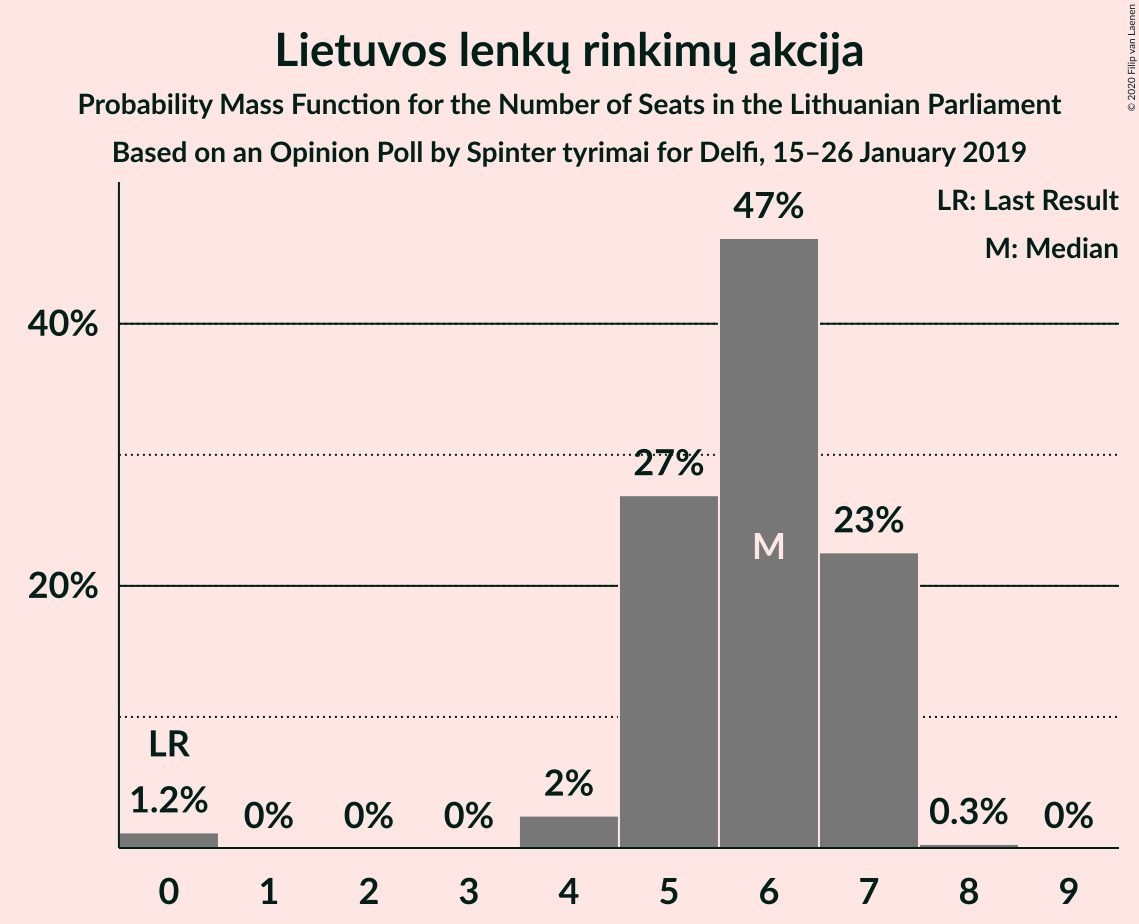 Lietuvos lenkų rinkimų akcija
Probability Mass Function for the Number of Seats in the Lithuanian Parliament
Based on an Opinion Poll by Spinter tyrimai for Delfi, 15–26 January 2019
© 2020 Filip van Laenen
LR: Last Result
M: Median
47%
40%
27%
23%
M
20%
LR
1.2%
0%
0%
0%
2%
0.3%
0%
0 1 2 3 4 5 6 7 8 9